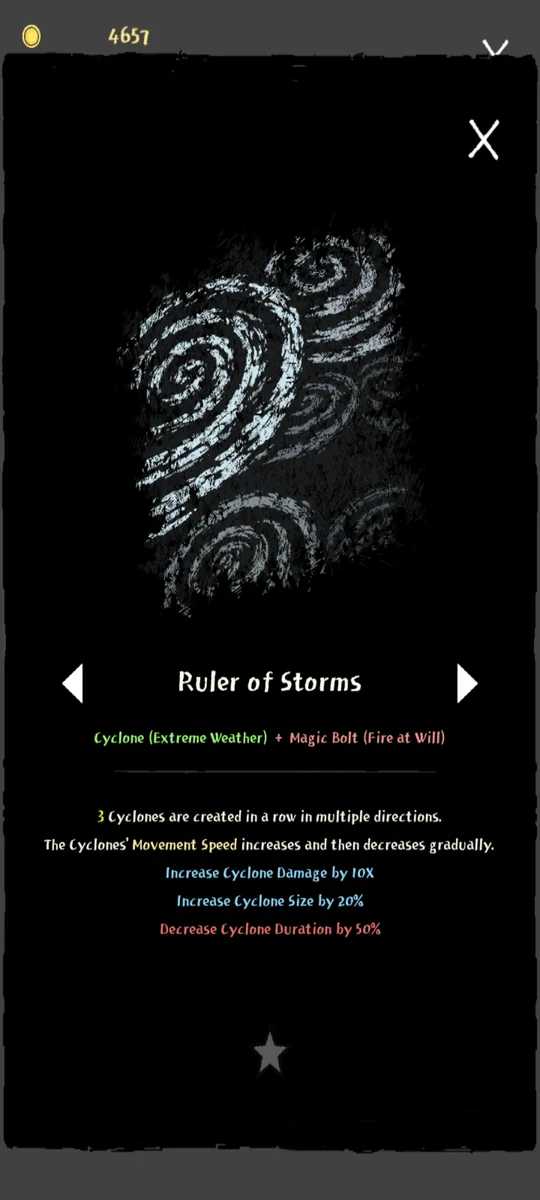 4657
X
Ruler of Storms
Cyclone (Extreme Weather) + Magic Bolt (Fire at Will)
3 Cyclones are created in a row in multiple directions.
The Cyclones' Movement Speed increases and then decreases gradually.
Increase Cyclone Damage by 10X
Increase Cyclone Size by 20%
Decrease Cyclone Duration by 50%